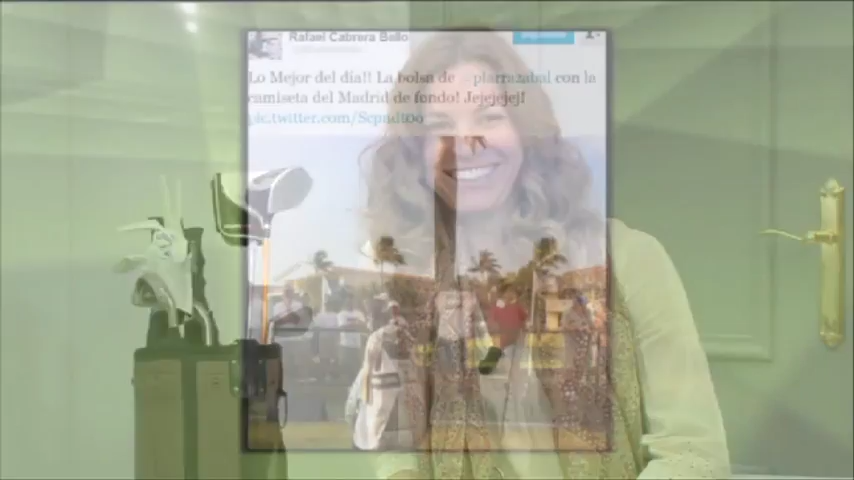 Rafael Cabrera Bello
Lo Mejor del día!! La bolsa de @plarrazabal con la
camiseta del Madrid de fondo! Jejejejej!
pic.twitter.com/